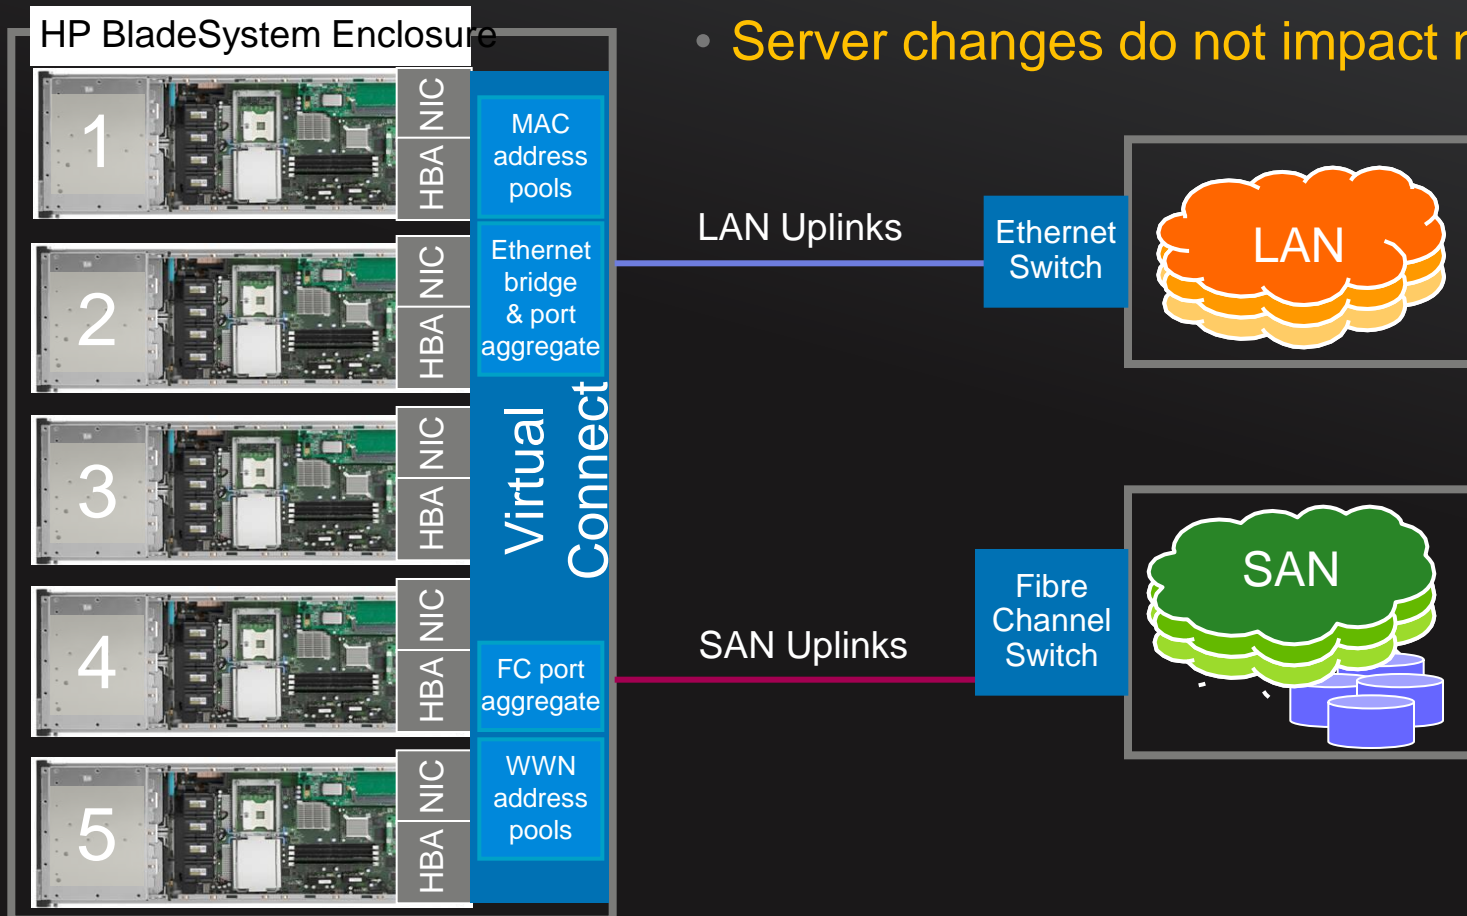 HP BladeSystem Enclosure
• Server changes do not impact
1
NIC
HBA
2
NIC
HBA
3
NIC
HBA
4
NIC
HBA
5
NIC
HBA
MAC
address
pools
Ethernet
bridge
& port
aggregate
Virtual
Connect
FC port
aggregate
WWN
address
pools
LAN Uplinks
Ethernet
Switch
LAN
SAN Uplinks
Fibre
Channel
Switch
SAN